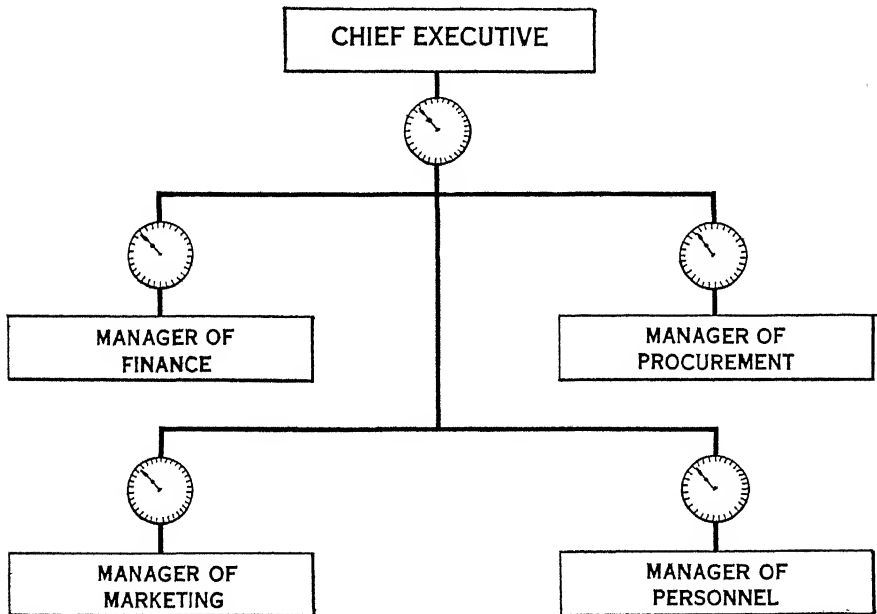 CHIEF EXECUTIVE
MANAGER OF
FINANCE
MANAGER OF
PROCUREMENT
MANAGER OF
MARKETING
MANAGER OF
PERSONNEL